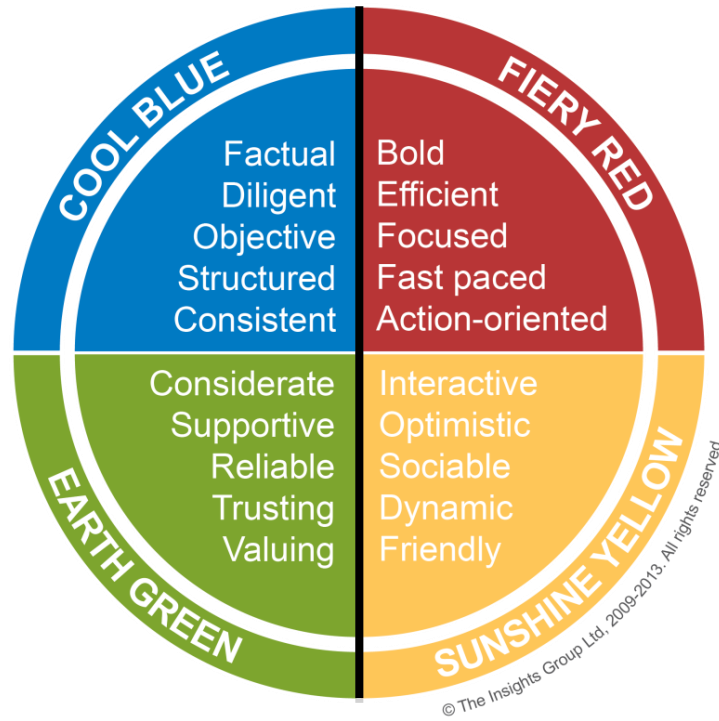 COOL BLUE
Factual
Diligent
Objective
Structured
Consistent
FIERY RED
Bold
Efficient
Focused
Fast paced
Action-oriented
EARTH GREEN
Considerate
Supportive
Reliable
Trusting
Valuing
SUNSHINE YELLOW
Interactive
Optimistic
Sociable
Dynamic
Friendly
© The Insights Group Ltd, 2009-2013. All rights reserved